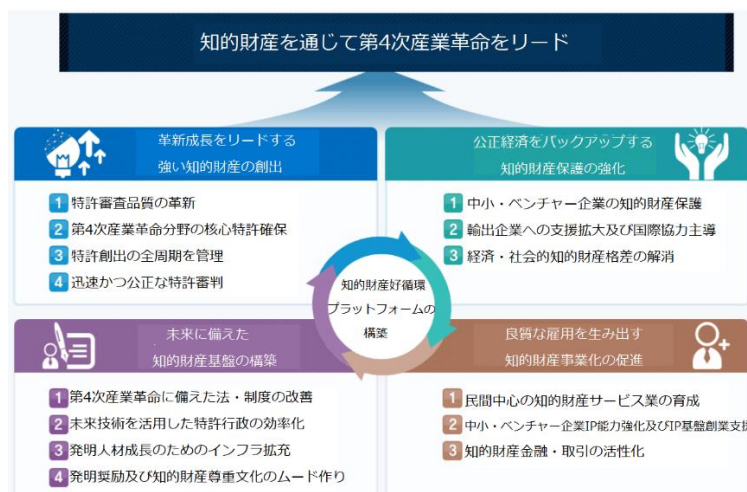 知的財産を通じて第4次産業革命をリード
革新成長をリードする
強い知的財産の創出
1 特許審査品質の革新
2 第4次産業革命分野の核心特許確保
3 特許創出の全周期を管理
4 迅速かつ公正な特許審判
公正経済をバックアップする
知的財産保護の強化
1 中小・ベンチャー企業の知的財産保護
2 輸出企業への支援拡大及び国際協力主導
3 経済・社会的知的財産格差の解消
知的財産好循環
プラットフォームの
構築
未来に備えた
知的財産基盤の構築
1 第4次産業革命に備えた法・制度の改善
2 未来技術を活用した特許行政の効率化
3 発明人材成長のためのインフラ拡充
4 発明奨励及び知的財産尊重文化のムード作り
良質な雇用を生み出す
知的財産事業化の促進
1 民間中心の知的財産サービス業の育成
2 中小・ベンチャー企業IP能力強化及びIP基盤創業支援
3 知的財産金融・取引の活性化